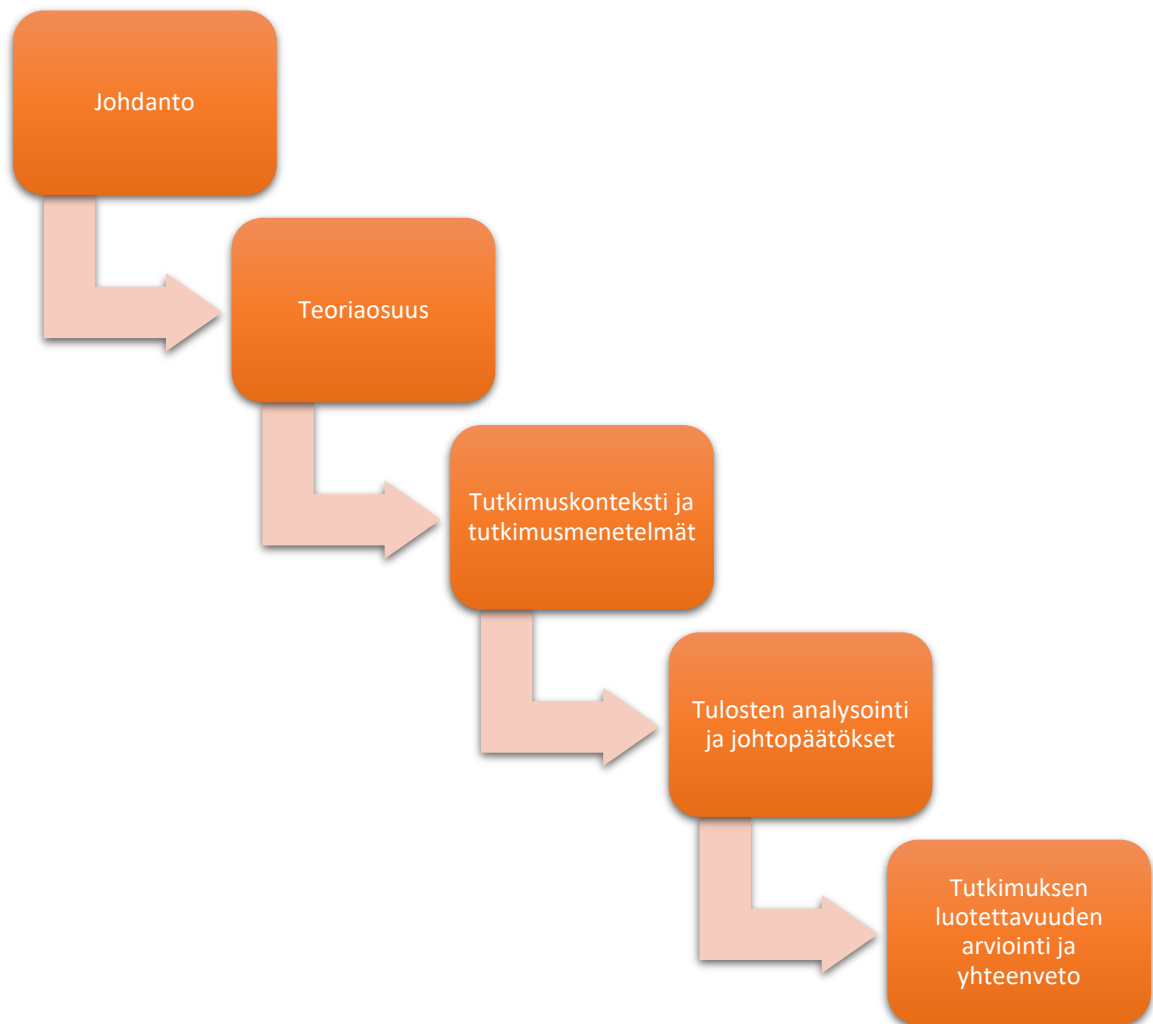 Johdanto
Teoriaosuus
Tutkimuskonteksti ja
tutkimusmenetelmät
Tulosten analysointi
ja johtopäätökset
Tutkimuksen
luotettavuuden
arviointi ja
yhteenveto